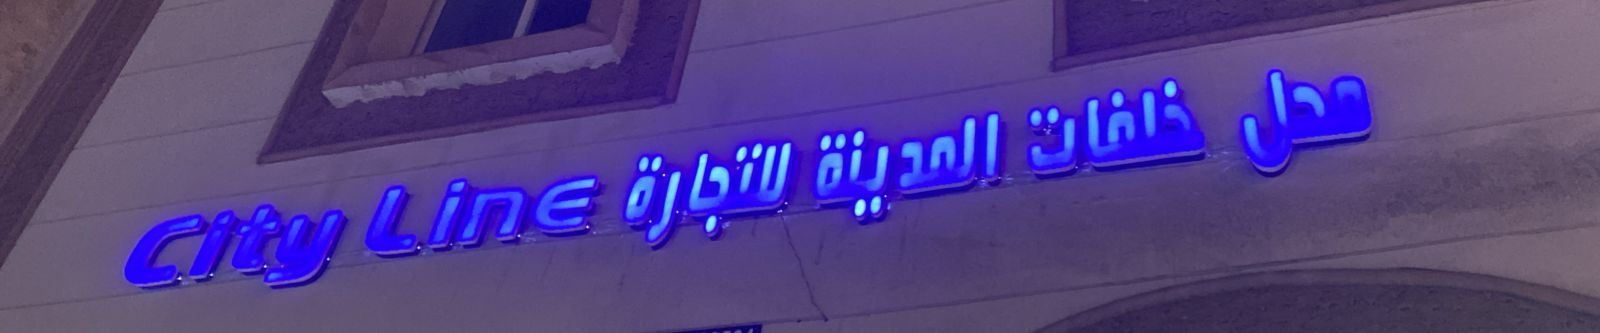 محل خلفات المدينة للتجارة City Line